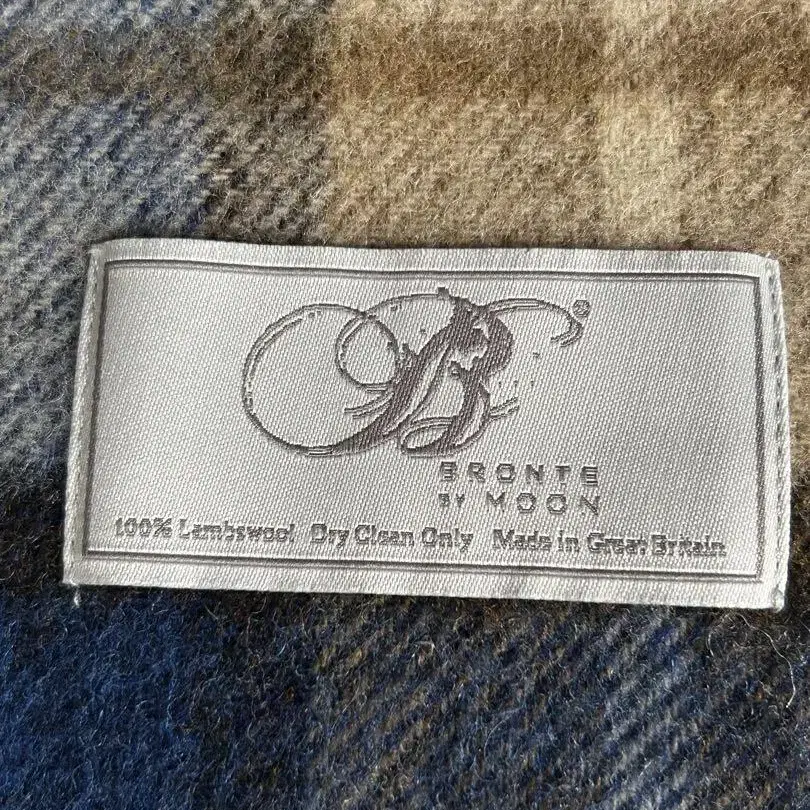 B®
BRONTE
BY MOON
100% Lambswool Dry Clean Only Made in Great Britain